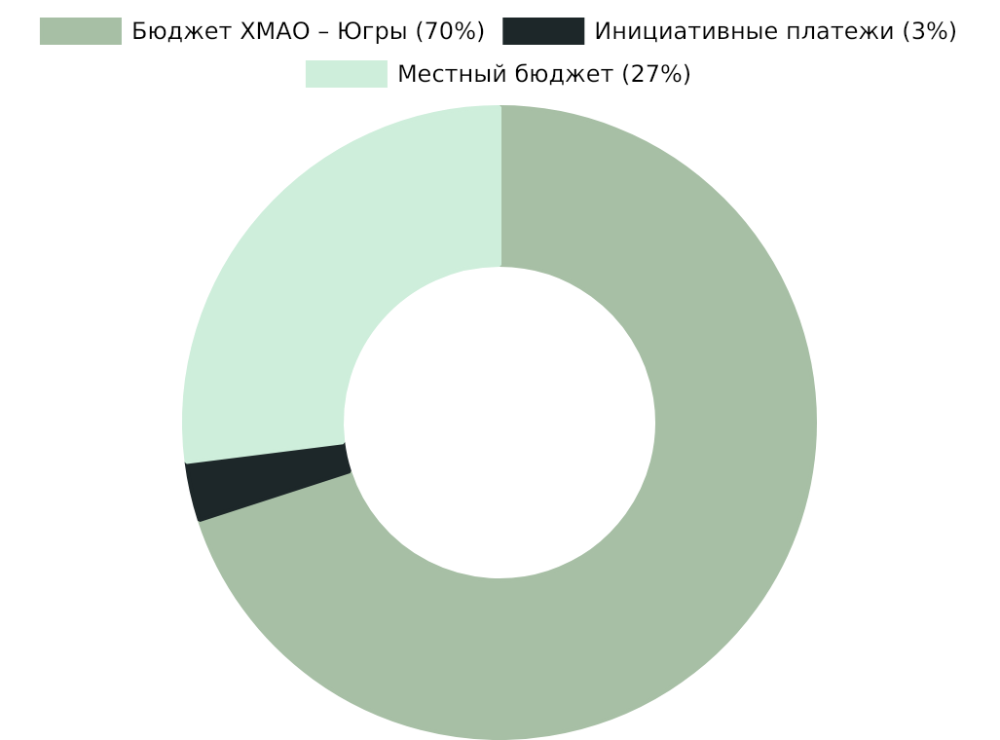 Бюджет ХМАО – Югры (70%) Инициативные платежи (3%)
Местный бюджет (27%)